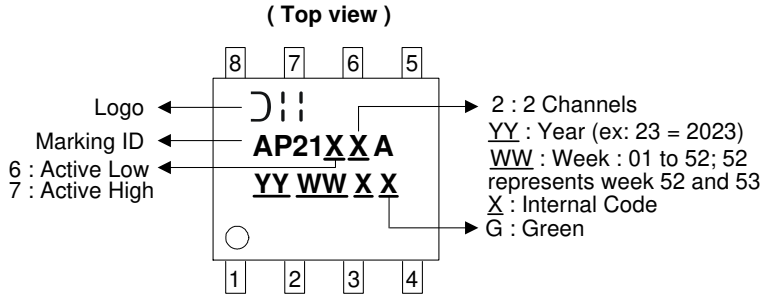 ( Top view )
8 7 6 5
Logo
Marking ID
6 : Active Low
7 : Active High
AP21X X A
YY WW X X
2 : 2 Channels
YY : Year (ex: 23 = 2023)
WW : Week : 01 to 52; 52
represents week 52 and 53
X : Internal Code
G : Green
1 2 3 4